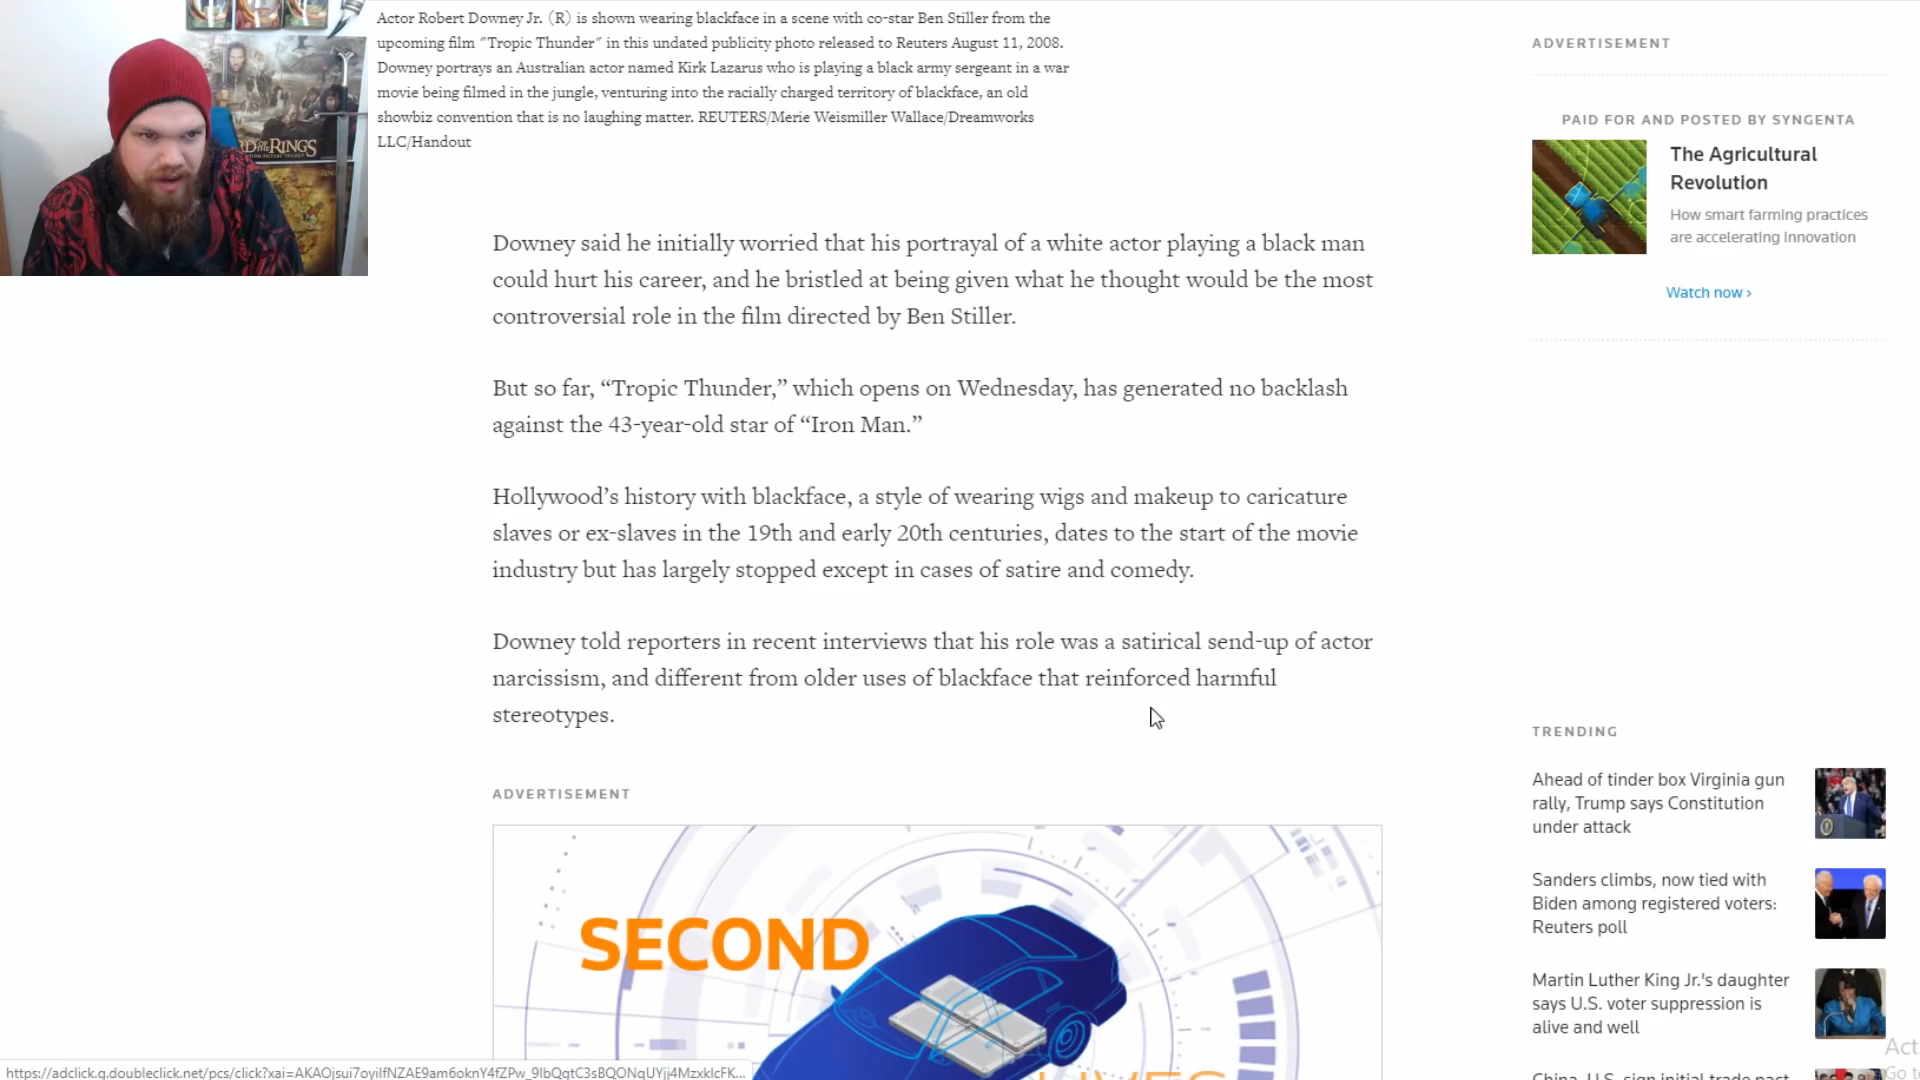 Actor Robert Downey Jr. (R) is shown wearing blackface in a scene with co-star Ben Stiller from the
upcoming film "Tropic Thunder" in this undated publicity photo released to Reuters August 11, 2008.
Downey portrays an Australian actor named Kirk Lazarus who is playing a black army sergeant in a war
movie being filmed in the jungle, venturing into the racially charged territory of blackface, an old
showbiz convention that is no laughing matter. REUTERS/Merie Weismiller Wallace/Dreamworks
LLC/Handout
RD OF THE RINGS
Downey said he initially worried that his portrayal of a white actor playing a black man
could hurt his career, and he bristled at being given what he thought would be the most
controversial role in the film directed by Ben Stiller.
But so far, “Tropic Thunder,” which opens on Wednesday, has generated no backlash
against the 43-year-old star of “Iron Man.”
Hollywood’s history with blackface, a style of wearing wigs and makeup to caricature
slaves or ex-slaves in the 19th and early 20th centuries, dates to the start of the movie
industry but has largely stopped except in cases of satire and comedy.
Downey told reporters in recent interviews that his role was a satirical send-up of actor
narcissism, and different from older uses of blackface that reinforced harmful
stereotypes.
ADVERTISEMENT
SECOND
LIVES
ADVERTISEMENT
PAID FOR AND POSTED BY SYNGENTA
The Agricultural
Revolution
How smart farming practices
are accelerating innovation
Watch now ›
TRENDING
Ahead of tinder box Virginia gun
rally, Trump says Constitution
under attack
Sanders climbs, now tied with
Biden among registered voters:
Reuters poll
Martin Luther King Jr.'s daughter
says U.S. voter suppression is
alive and well
China, U.S. sign initial trade pact
Act
Go t